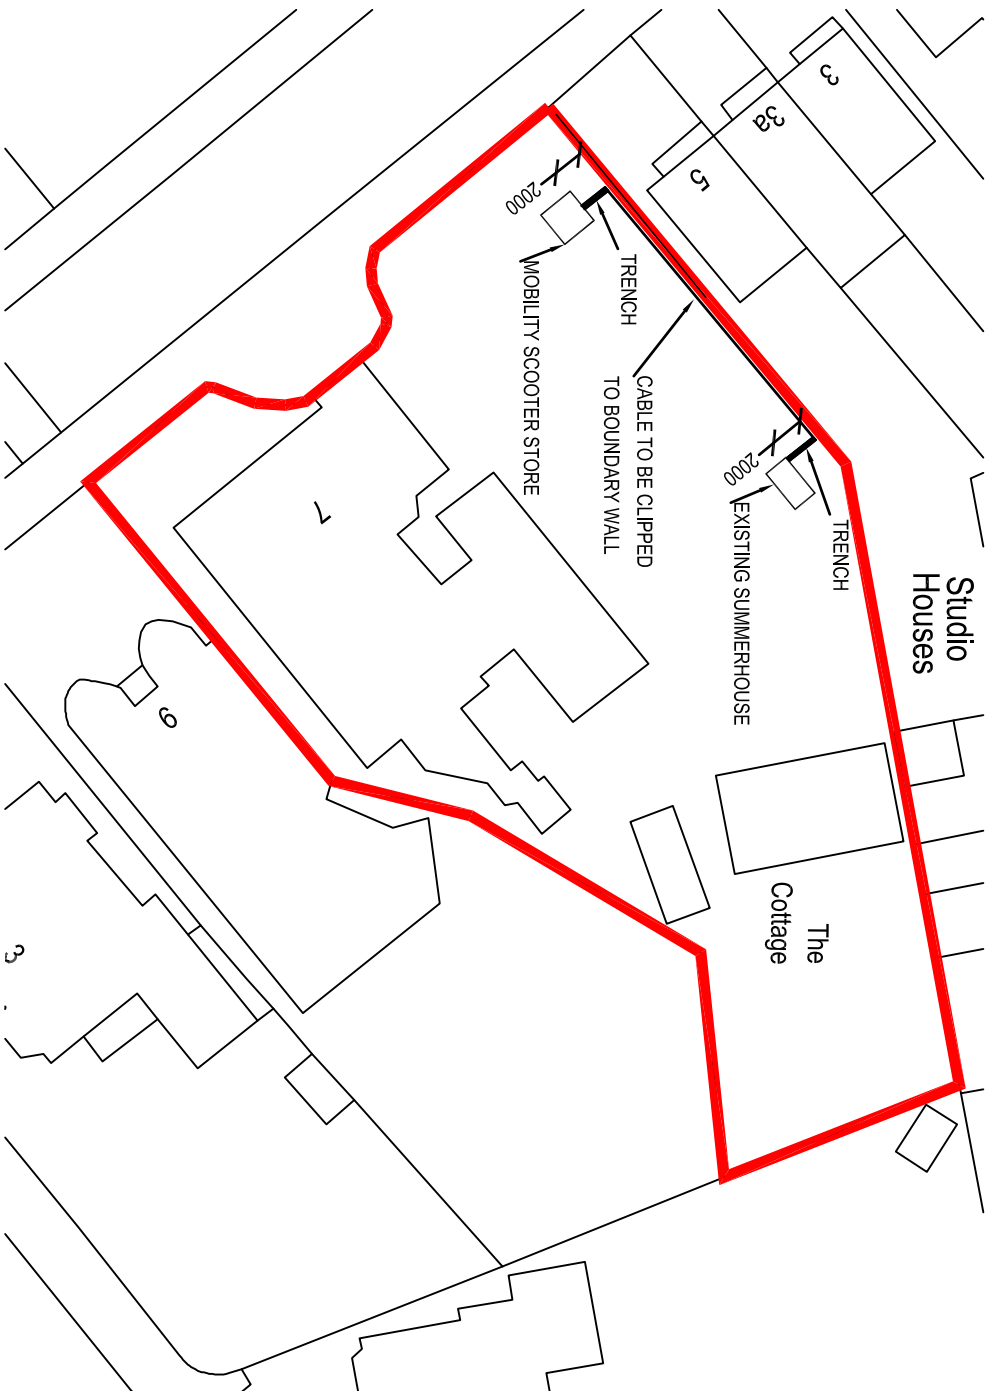 3
3a
5
2000
TRENCH
MOBILITY SCOOTER STORE
CABLE TO BE CLIPPED
TO BOUNDARY WALL
2000
TRENCH
EXISTING SUMMERHOUSE
Studio
Houses
7
9
The
Cottage
3